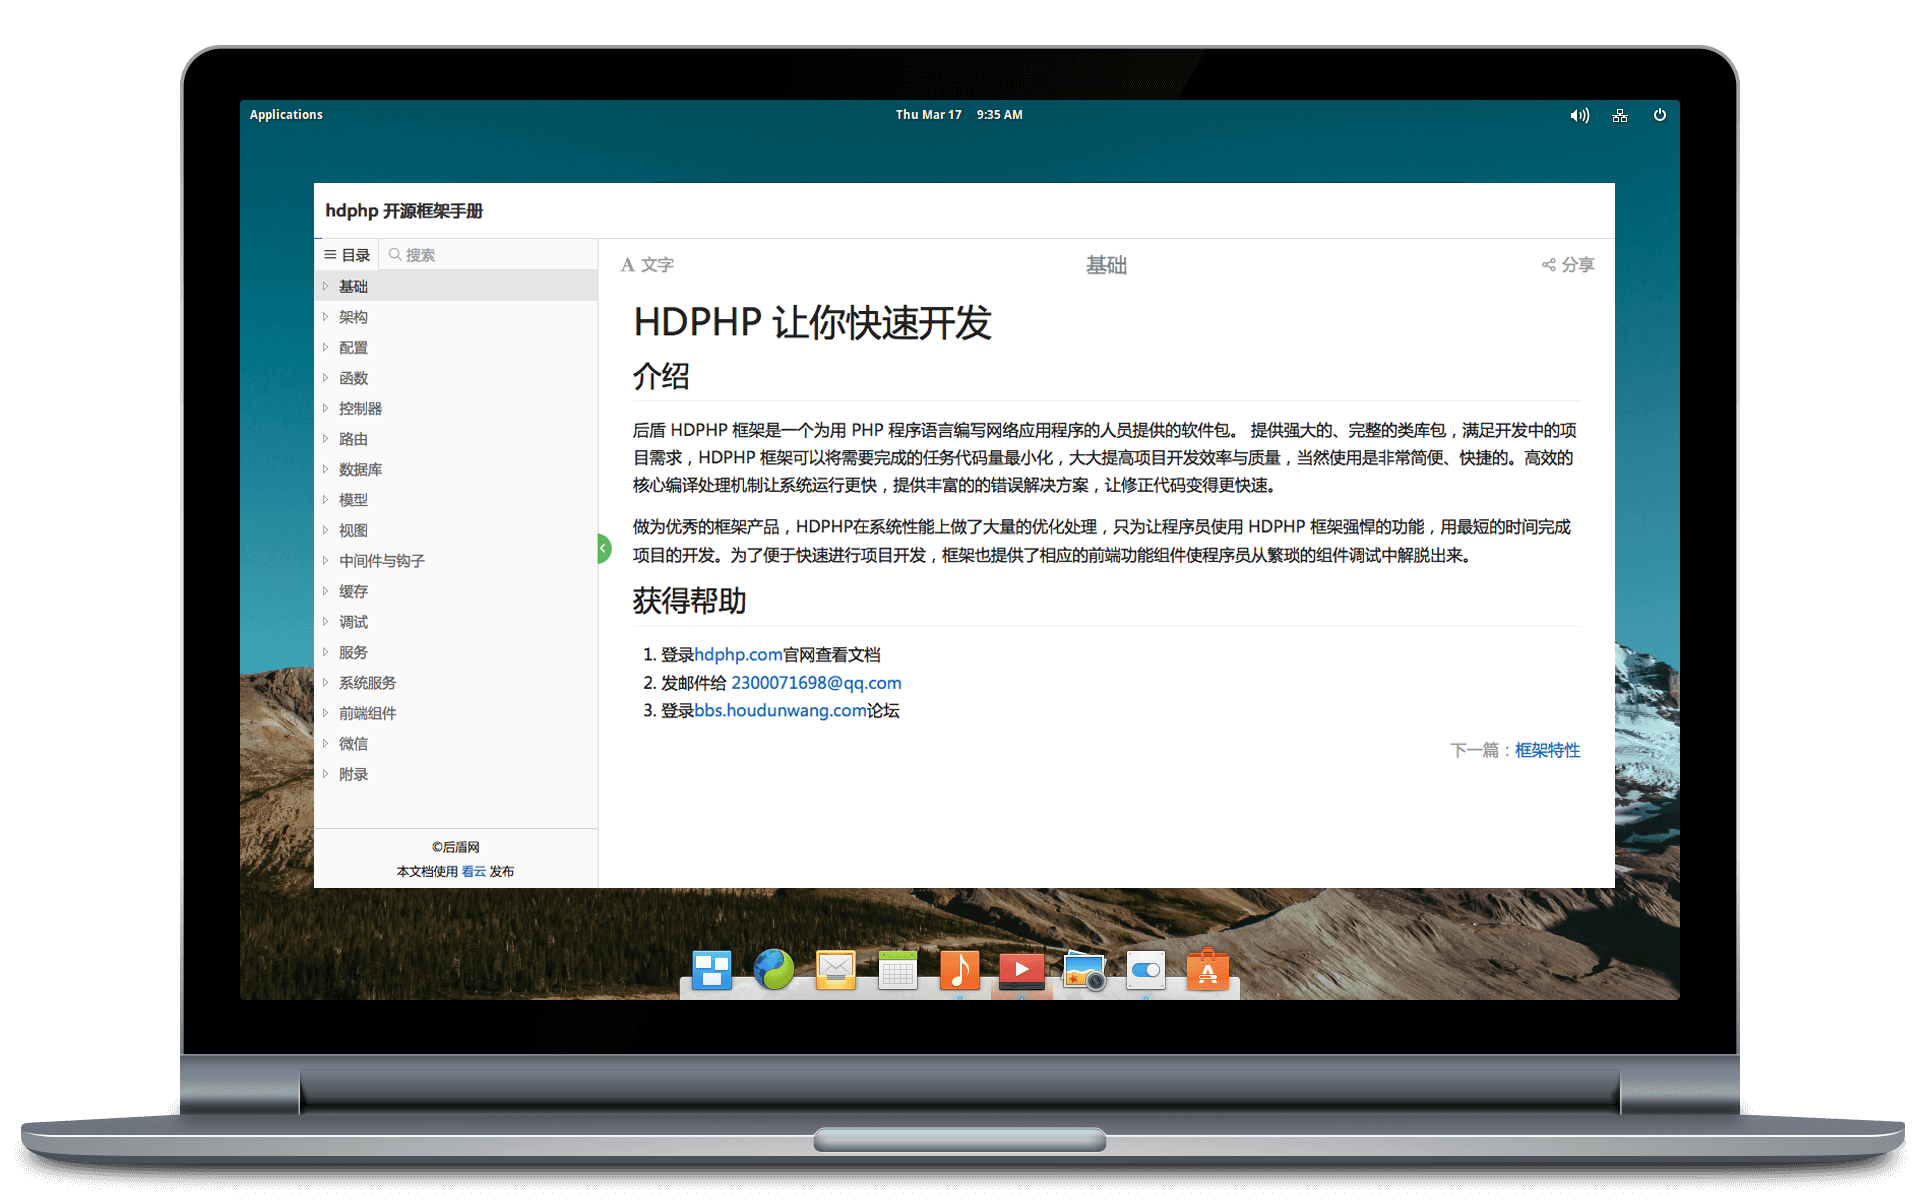 Applications
Thu Mar 17 9:35 AM
hdphp 开源框架手册
目录
搜索
基础
架构
配置
函数
控制器
路由
数据库
模型
视图
中间件与钩子
缓存
调试
服务
系统服务
前端组件
微信
附录
©后盾网
本文档使用 看云 发布
A 文字
基础
分享
HDPHP 让你快速开发
介绍
后盾 HDPHP 框架是一个为用 PHP 程序语言编写网络应用程序的人员提供的软件包。 提供强大的、完整的类库包，满足开发中的项
目需求，HDPHP 框架可以将需要完成的任务代码量最小化，大大提高项目开发效率与质量，当然使用是非常简便、快捷的。高效的
核心编译处理机制让系统运行更快，提供丰富的的错误解决方案，让修正代码变得更快速。
做为优秀的框架产品，HDPHP在系统性能上做了大量的优化处理，只为让程序员使用 HDPHP 框架强悍的功能，用最短的时间完成
项目的开发。为了便于快速进行项目开发，框架也提供了相应的前端功能组件使程序员从繁琐的组件调试中解脱出来。
获得帮助
1. 登录hdphp.com官网查看文档
2. 发邮件给 2300071698@qq.com
3. 登录bbs.houdunwang.com论坛
下一篇：框架特性